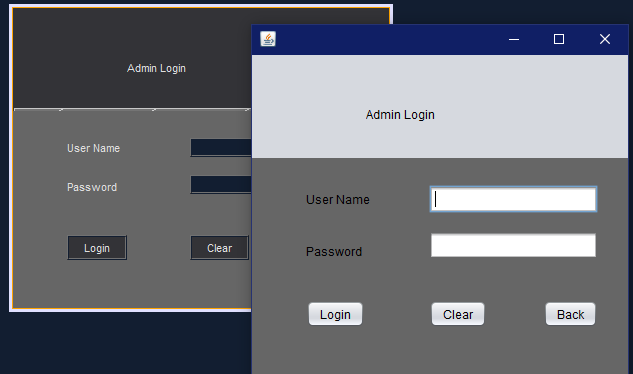 Admin Login
User Name
Password
Login
Clear
Admin Login
User Name
Password
Login
Clear
Back